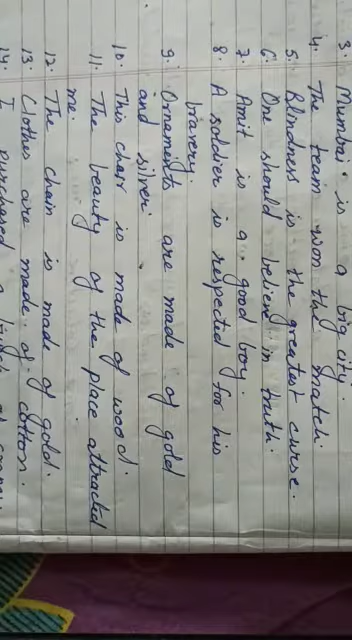 3. Mumbai is a big city.
4. The team won the match.
5. Blindness is the greatest curse.
6. One should believe in truth.
7. Amit is a good boy.
8. A soldier is respected for his
bravery.
9. Ornaments are made of gold
and silver.
10. This chair is made of wood.
11. The beauty of the place attracted
me.
12. The chain is made of gold.
13. Clothes are made of cotton.
14. I purchased a